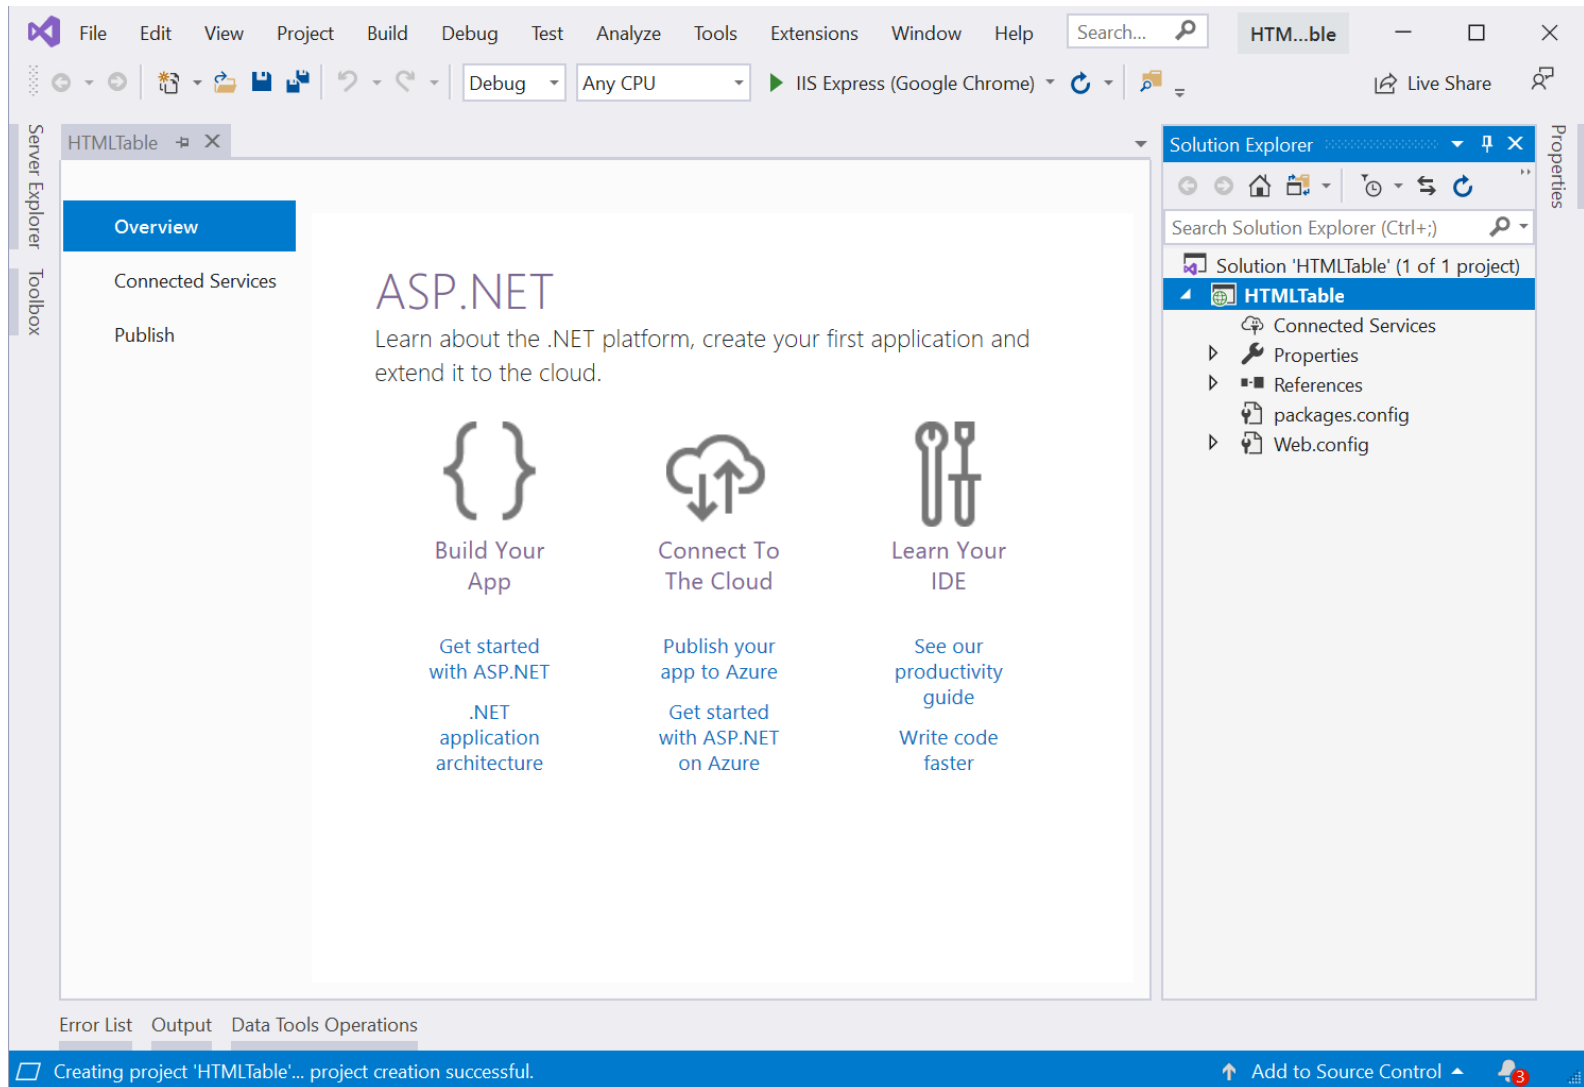 File Edit View Project Build Debug Test Analyze Tools Extensions Window Help Search... HTM...ble
Debug Any CPU IIS Express (Google Chrome) Live Share
Server Explorer
Toolbox
HTMLTable
Overview
Connected Services
Publish
ASP.NET
Learn about the .NET platform, create your first application and
extend it to the cloud.
Build Your
App
Get started
with ASP.NET
.NET
application
architecture
Connect To
The Cloud
Publish your
app to Azure
Get started
with ASP.NET
on Azure
Learn Your
IDE
See our
productivity
guide
Write code
faster
Solution Explorer
Search Solution Explorer (Ctrl+;)
Solution 'HTMLTable' (1 of 1 project)
HTMLTable
Connected Services
Properties
References
packages.config
Web.config
Properties
Error List Output Data Tools Operations
Creating project 'HTMLTable'... project creation successful. Add to Source Control 3